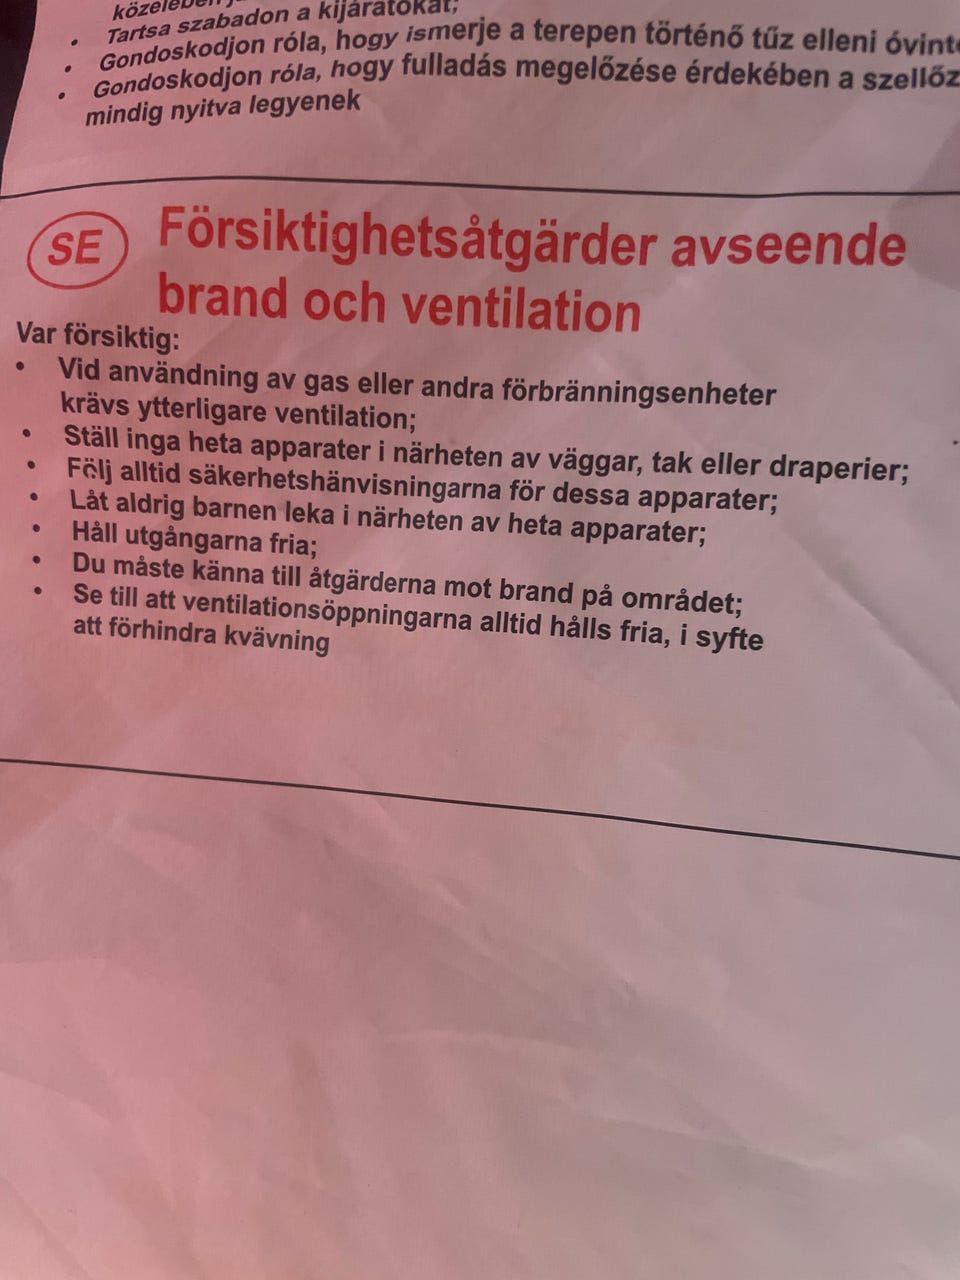 Tartsa szabadon a kijáratokat;
• Gondoskodjon róla, hogy ismerje a terepen történő tűz elleni
• Gondoskodjon róla, hogy fulladás megelőzése érdekében a
mindig nyitva legyenek
SE
Försiktighetsåtgärder avseende
brand och ventilation
Var försiktig:
• Vid användning av gas eller andra förbränningsenheter
krävs ytterligare ventilation;
• Ställ inga heta apparater i närheten av väggar, tak eller draperier;
• Följ alltid säkerhetshänvisningarna för dessa apparater;
• Låt aldrig barnen leka i närheten av heta apparater;
• Håll utgångarna fria;
• Du måste känna till åtgärderna mot brand på området;
• Se till att ventilationsöppningarna alltid hålls fria, i syfte
att förhindra kvävning